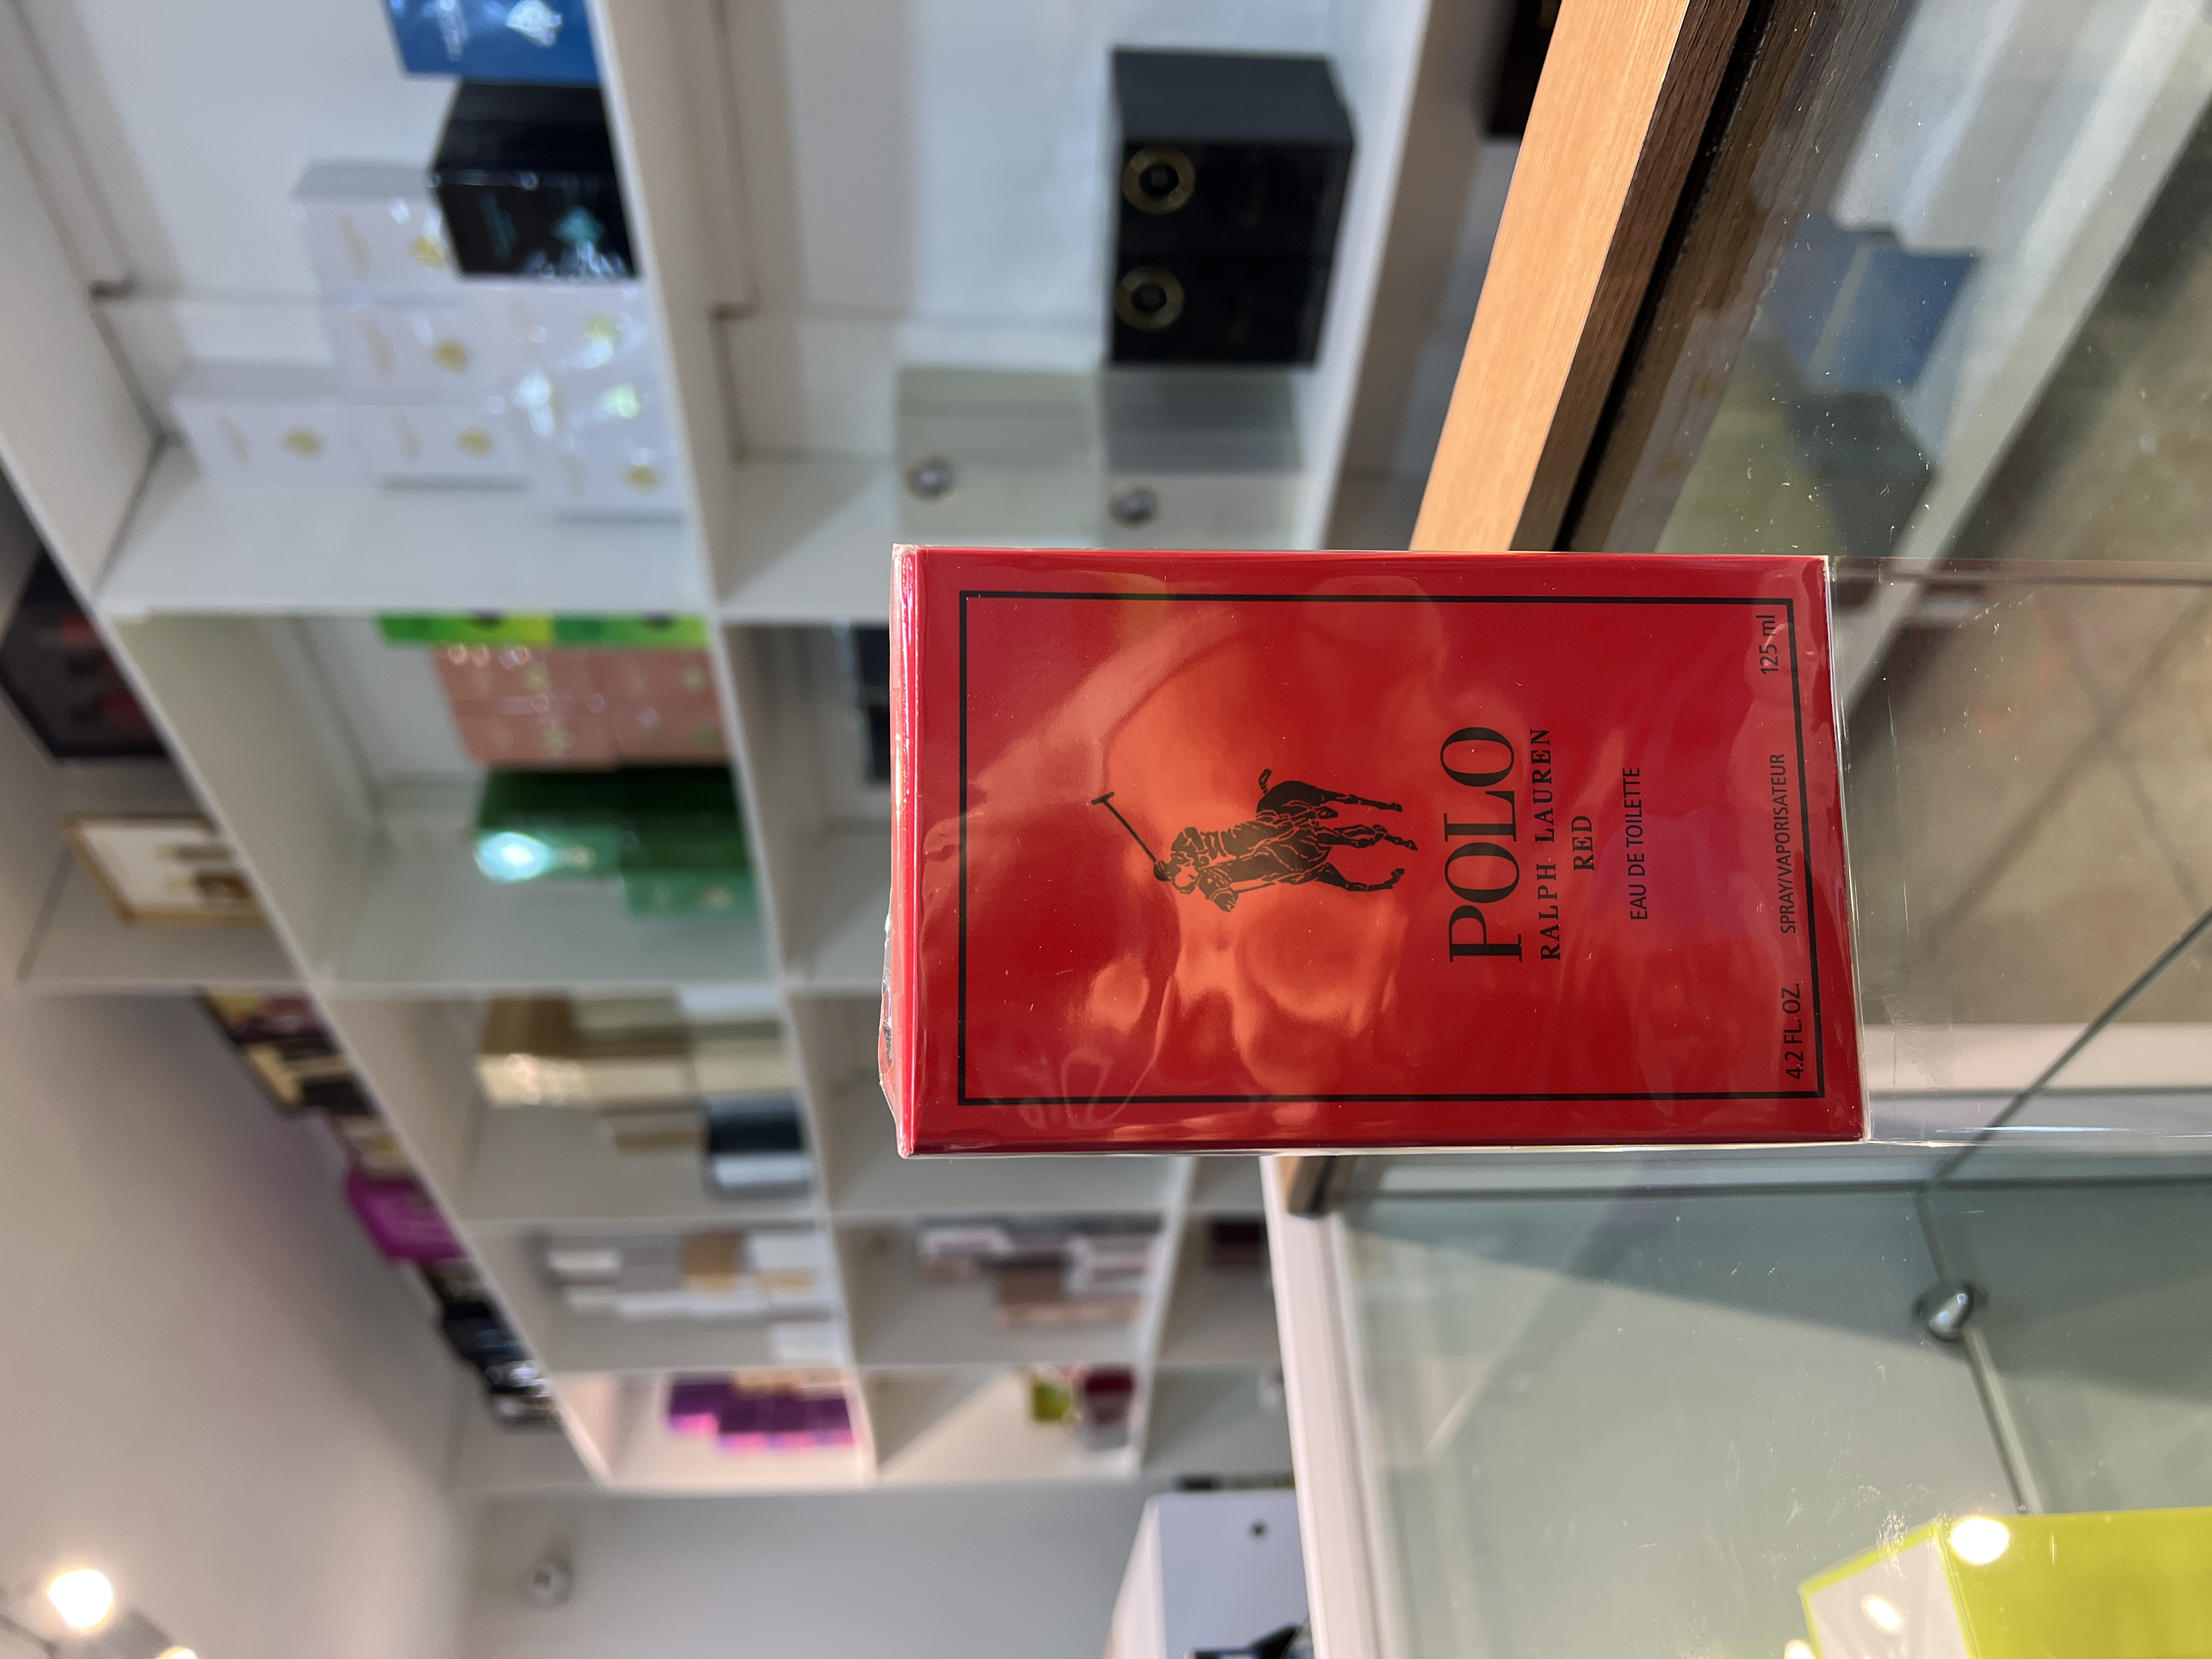 POLO
RALPH LAUREN
RED
EAU DE TOILETTE
4.2 FL. OZ. SPRAY/VAPORISATEUR 125 ml